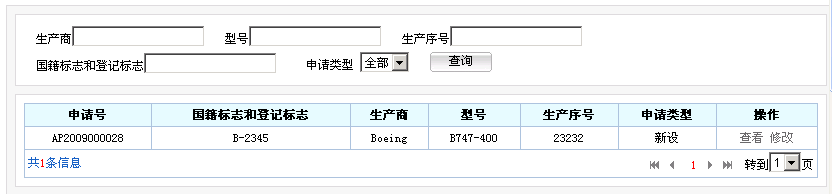 生产商 型号 生产序号
国籍标志和登记标志 申请类型 全部 查询
申请号 国籍标志和登记标志 生产商 型号 生产序号 申请类型 操作
AP2009000028 B-2345 Boeing B747-400 23232 新设 查看 修改
共1条信息 1 转到 1 页